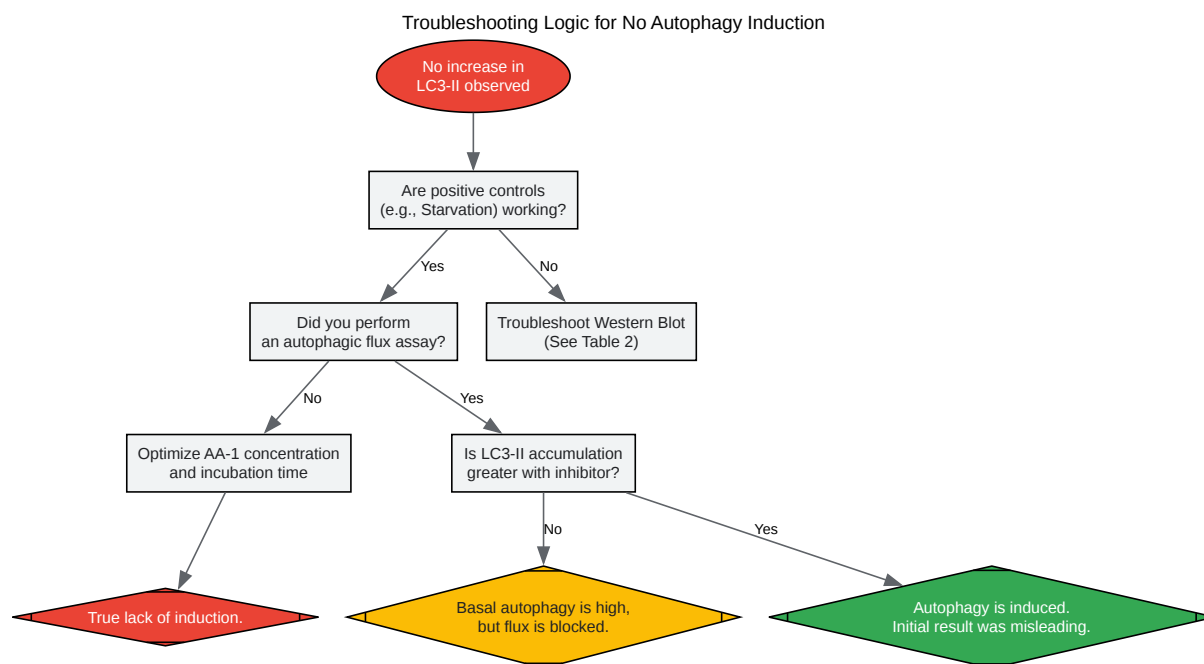 Troubleshooting Logic for No Autophagy Induction
No increase in
LC3-II observed
Are positive controls
(e.g., Starvation) working?
Yes
No
Did you perform
an autophagic flux assay?
Troubleshoot Western Blot
(See Table 2)
No
Yes
Optimize AA-1 concentration
and incubation time
Is LC3-II accumulation
greater with inhibitor?
No
Yes
True lack of induction.
Basal autophagy is high,
but flux is blocked.
Autophagy is induced.
Initial result was misleading.